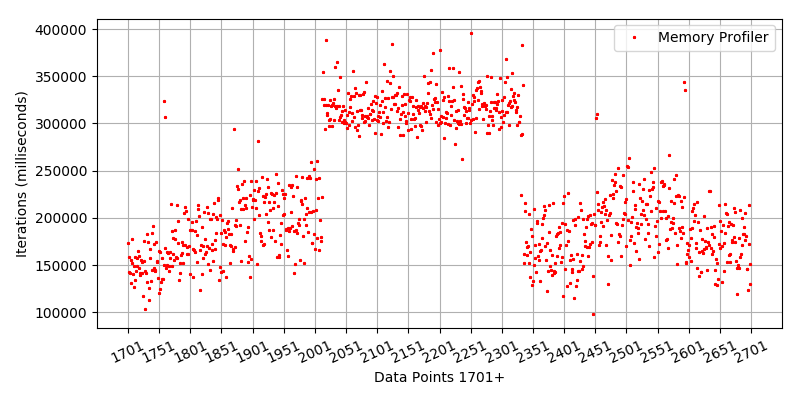 Memory Profiler
Iterations (milliseconds)
400000
350000
300000
250000
200000
150000
100000
1701 1751 1801 1851 1901 1951 2001 2051 2101 2151 2201 2251 2301 2351 2401 2451 2501 2551 2601 2651 2701
Data Points 1701+